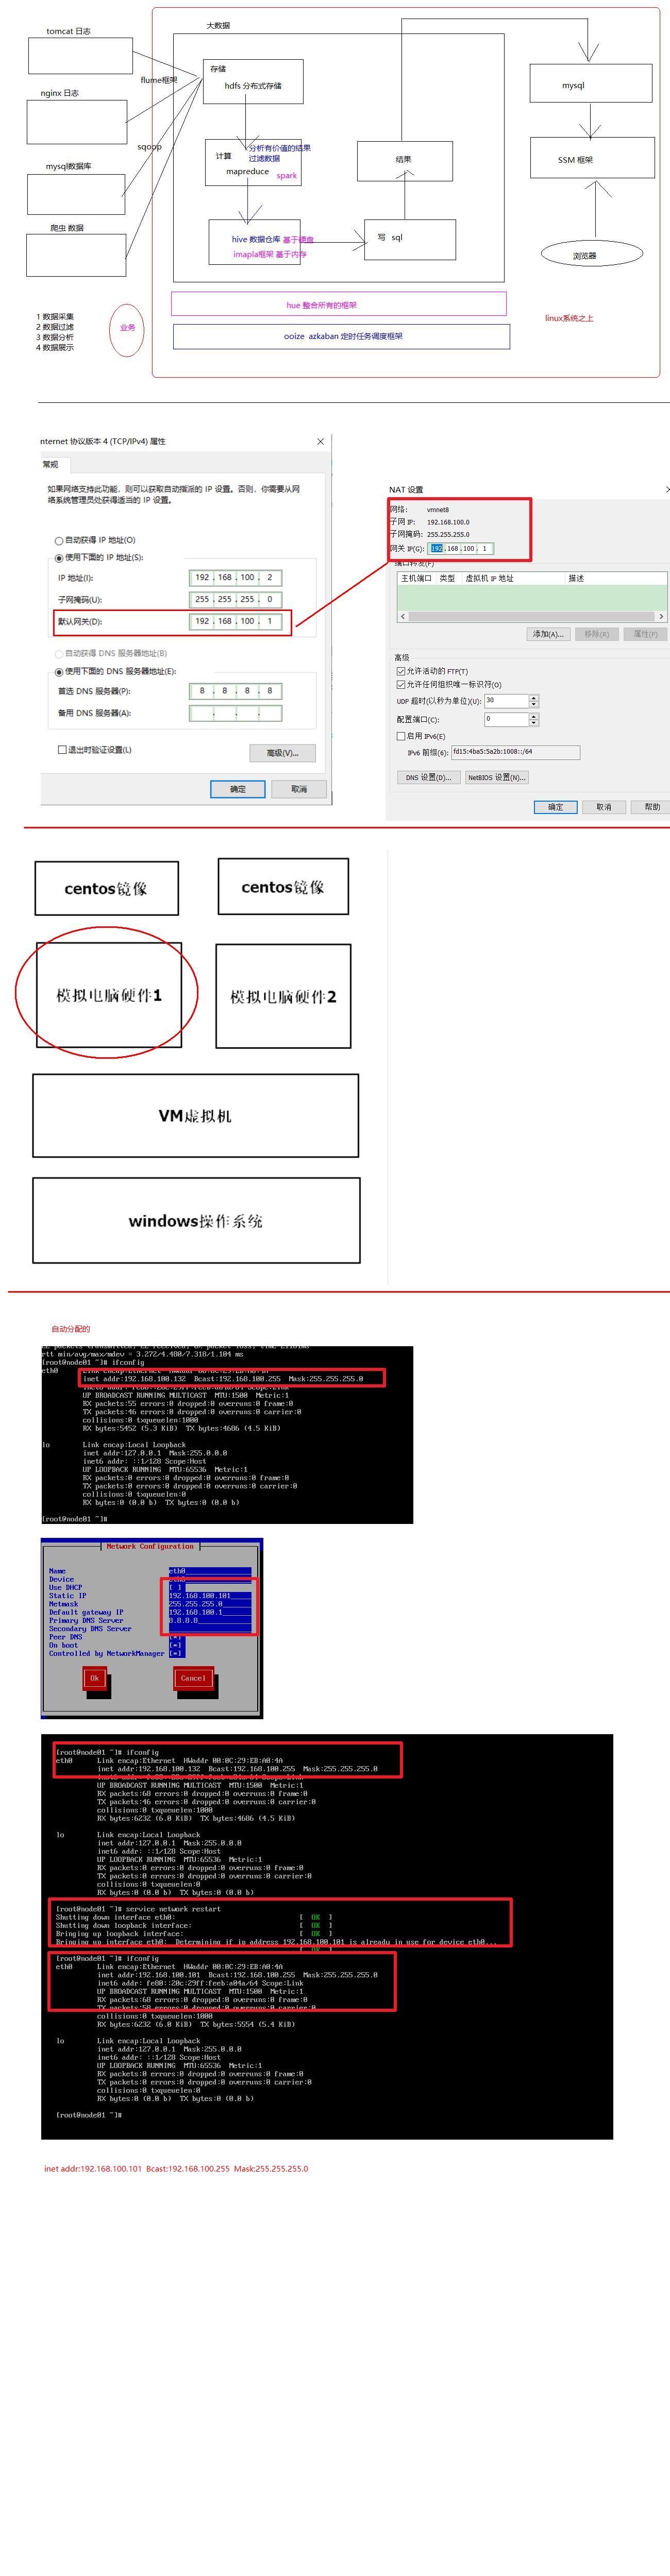 tomcat 日志
大数据
存储
hdfs 分布式存储
flume框架
nginx 日志
mysql
sqoop
计算
分析有价值的结果
过滤数据
mapreduce
spark
结果
SSM 框架
mysql数据库
爬虫 数据
hive 数据仓库 基于硬盘
imapla框架 基于内存
写 sql
浏览器
hue 整合所有的框架
1 数据采集
2 数据过滤
3 数据分析
4 数据展示
业务
linux系统之上
ooize azkaban 定时任务调度框架
nternet 协议版本 4 (TCP/IPv4) 属性
常规
如果网络支持此功能，则可以获取自动指派的 IP 设置。否则，你需要从网
络系统管理员处获得适当的 IP 设置。
自动获得 IP 地址(O)
使用下面的 IP 地址(S):
IP 地址(I): 192 . 168 . 100 . 2
子网掩码(U): 255 . 255 . 255 . 0
默认网关(D): 192 . 168 . 100 . 1
自动获得 DNS 服务器地址(B)
使用下面的 DNS 服务器地址(E):
首选 DNS 服务器(P): 8 . 8 . 8 . 8
备用 DNS 服务器(A): . . .
退出时验证设置(L)
高级(V)...
确定 取消
NAT 设置
网络: vmnet8
子网 IP: 192.168.100.0
子网掩码: 255.255.255.0
网关 IP(G): 192 . 168 . 100 . 1
端口转发(F)
主机端口 类型 虚拟机 IP 地址 描述
添加(A)... 移除(R) 属性(P)
高级
允许活动的 FTP(T)
允许任何组织唯一标识符(O)
UDP 超时(以秒为单位)(U): 30
配置端口(C): 0
启用 IPv6(E)
IPv6 前缀(6): fd15:4ba5:5a2b:1008::/64
DNS 设置(D)... NetBIOS 设置(N)...
确定 取消 帮助
centos镜像
centos镜像
模拟电脑硬件1
模拟电脑硬件2
VM虚拟机
windows操作系统
自动分配的
rtt min/avg/max/mdev = 3.272/4.480/7.318/1.104 ms
[root@node01 ~]# ifconfig
eth0
inet addr:192.168.100.132 Bcast:192.168.100.255 Mask:255.255.255.0
UP BROADCAST RUNNING MULTICAST MTU:1500 Metric:1
RX packets:55 errors:0 dropped:0 overruns:0 frame:0
TX packets:46 errors:0 dropped:0 overruns:0 carrier:0
collisions:0 txqueuelen:1000
RX bytes:5452 (5.3 KiB) TX bytes:4686 (4.5 KiB)
lo Link encap:Local Loopback
inet addr:127.0.0.1 Mask:255.0.0.0
inet6 addr: ::1/128 Scope:Host
UP LOOPBACK RUNNING MTU:65536 Metric:1
RX packets:0 errors:0 dropped:0 overruns:0 frame:0
TX packets:0 errors:0 dropped:0 overruns:0 carrier:0
collisions:0 txqueuelen:0
RX bytes:0 (0.0 b) TX bytes:0 (0.0 b)
[root@node01 ~]#
Network Configuration
Name eth0
Device eth0
Use DHCP [ ]
Static IP 192.168.100.101
Netmask 255.255.255.0
Default gateway IP 192.168.100.1
Primary DNS Server 8.8.8.8
Secondary DNS Server
Peer DNS [*]
On boot [*]
Controlled by NetworkManager [*]
Ok Cancel
[root@node01 ~]# ifconfig
eth0 Link encap:Ethernet HWaddr 00:0C:29:EB:A0:4A
inet addr:192.168.100.132 Bcast:192.168.100.255 Mask:255.255.255.0
UP BROADCAST RUNNING MULTICAST MTU:1500 Metric:1
RX packets:68 errors:0 dropped:0 overruns:0 frame:0
TX packets:46 errors:0 dropped:0 overruns:0 carrier:0
collisions:0 txqueuelen:1000
RX bytes:6232 (6.0 KiB) TX bytes:4686 (4.5 KiB)
lo Link encap:Local Loopback
inet addr:127.0.0.1 Mask:255.0.0.0
inet6 addr: ::1/128 Scope:Host
UP LOOPBACK RUNNING MTU:65536 Metric:1
RX packets:0 errors:0 dropped:0 overruns:0 frame:0
TX packets:0 errors:0 dropped:0 overruns:0 carrier:0
collisions:0 txqueuelen:0
RX bytes:0 (0.0 b) TX bytes:0 (0.0 b)
[root@node01 ~]# service network restart
Shutting down interface eth0: [ OK ]
Shutting down loopback interface: [ OK ]
Bringing up loopback interface: [ OK ]
Bringing up interface eth0: Determining if ip address 192.168.100.101 is already in use for device eth0...
[ OK ]
[root@node01 ~]# ifconfig
eth0 Link encap:Ethernet HWaddr 00:0C:29:EB:A0:4A
inet addr:192.168.100.101 Bcast:192.168.100.255 Mask:255.255.255.0
inet6 addr: fe80::20c:29ff:feeb:a04a/64 Scope:Link
UP BROADCAST RUNNING MULTICAST MTU:1500 Metric:1
RX packets:68 errors:0 dropped:0 overruns:0 frame:0
TX packets:58 errors:0 dropped:0 overruns:0 carrier:0
collisions:0 txqueuelen:1000
RX bytes:6232 (6.0 KiB) TX bytes:5554 (5.4 KiB)
lo Link encap:Local Loopback
inet addr:127.0.0.1 Mask:255.0.0.0
inet6 addr: ::1/128 Scope:Host
UP LOOPBACK RUNNING MTU:65536 Metric:1
RX packets:0 errors:0 dropped:0 overruns:0 frame:0
TX packets:0 errors:0 dropped:0 overruns:0 carrier:0
collisions:0 txqueuelen:0
RX bytes:0 (0.0 b) TX bytes:0 (0.0 b)
[root@node01 ~]#
inet addr:192.168.100.101 Bcast:192.168.100.255 Mask:255.255.255.0